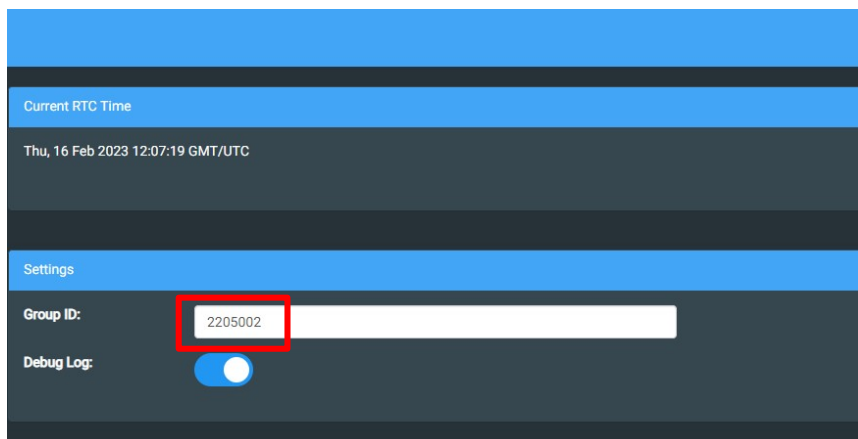 Current RTC Time
Thu, 16 Feb 2023 12:07:19 GMT/UTC
Settings
Group ID: 2205002
Debug Log: